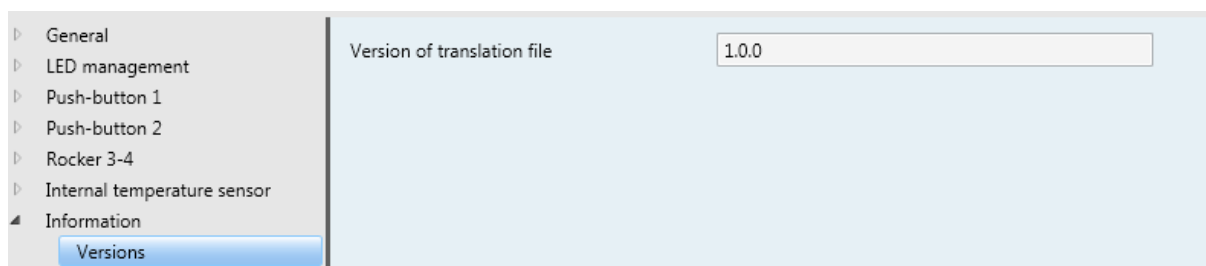 General
LED management
Push-button 1
Push-button 2
Rocker 3-4
Internal temperature sensor
Information
Versions
Version of translation file 1.0.0